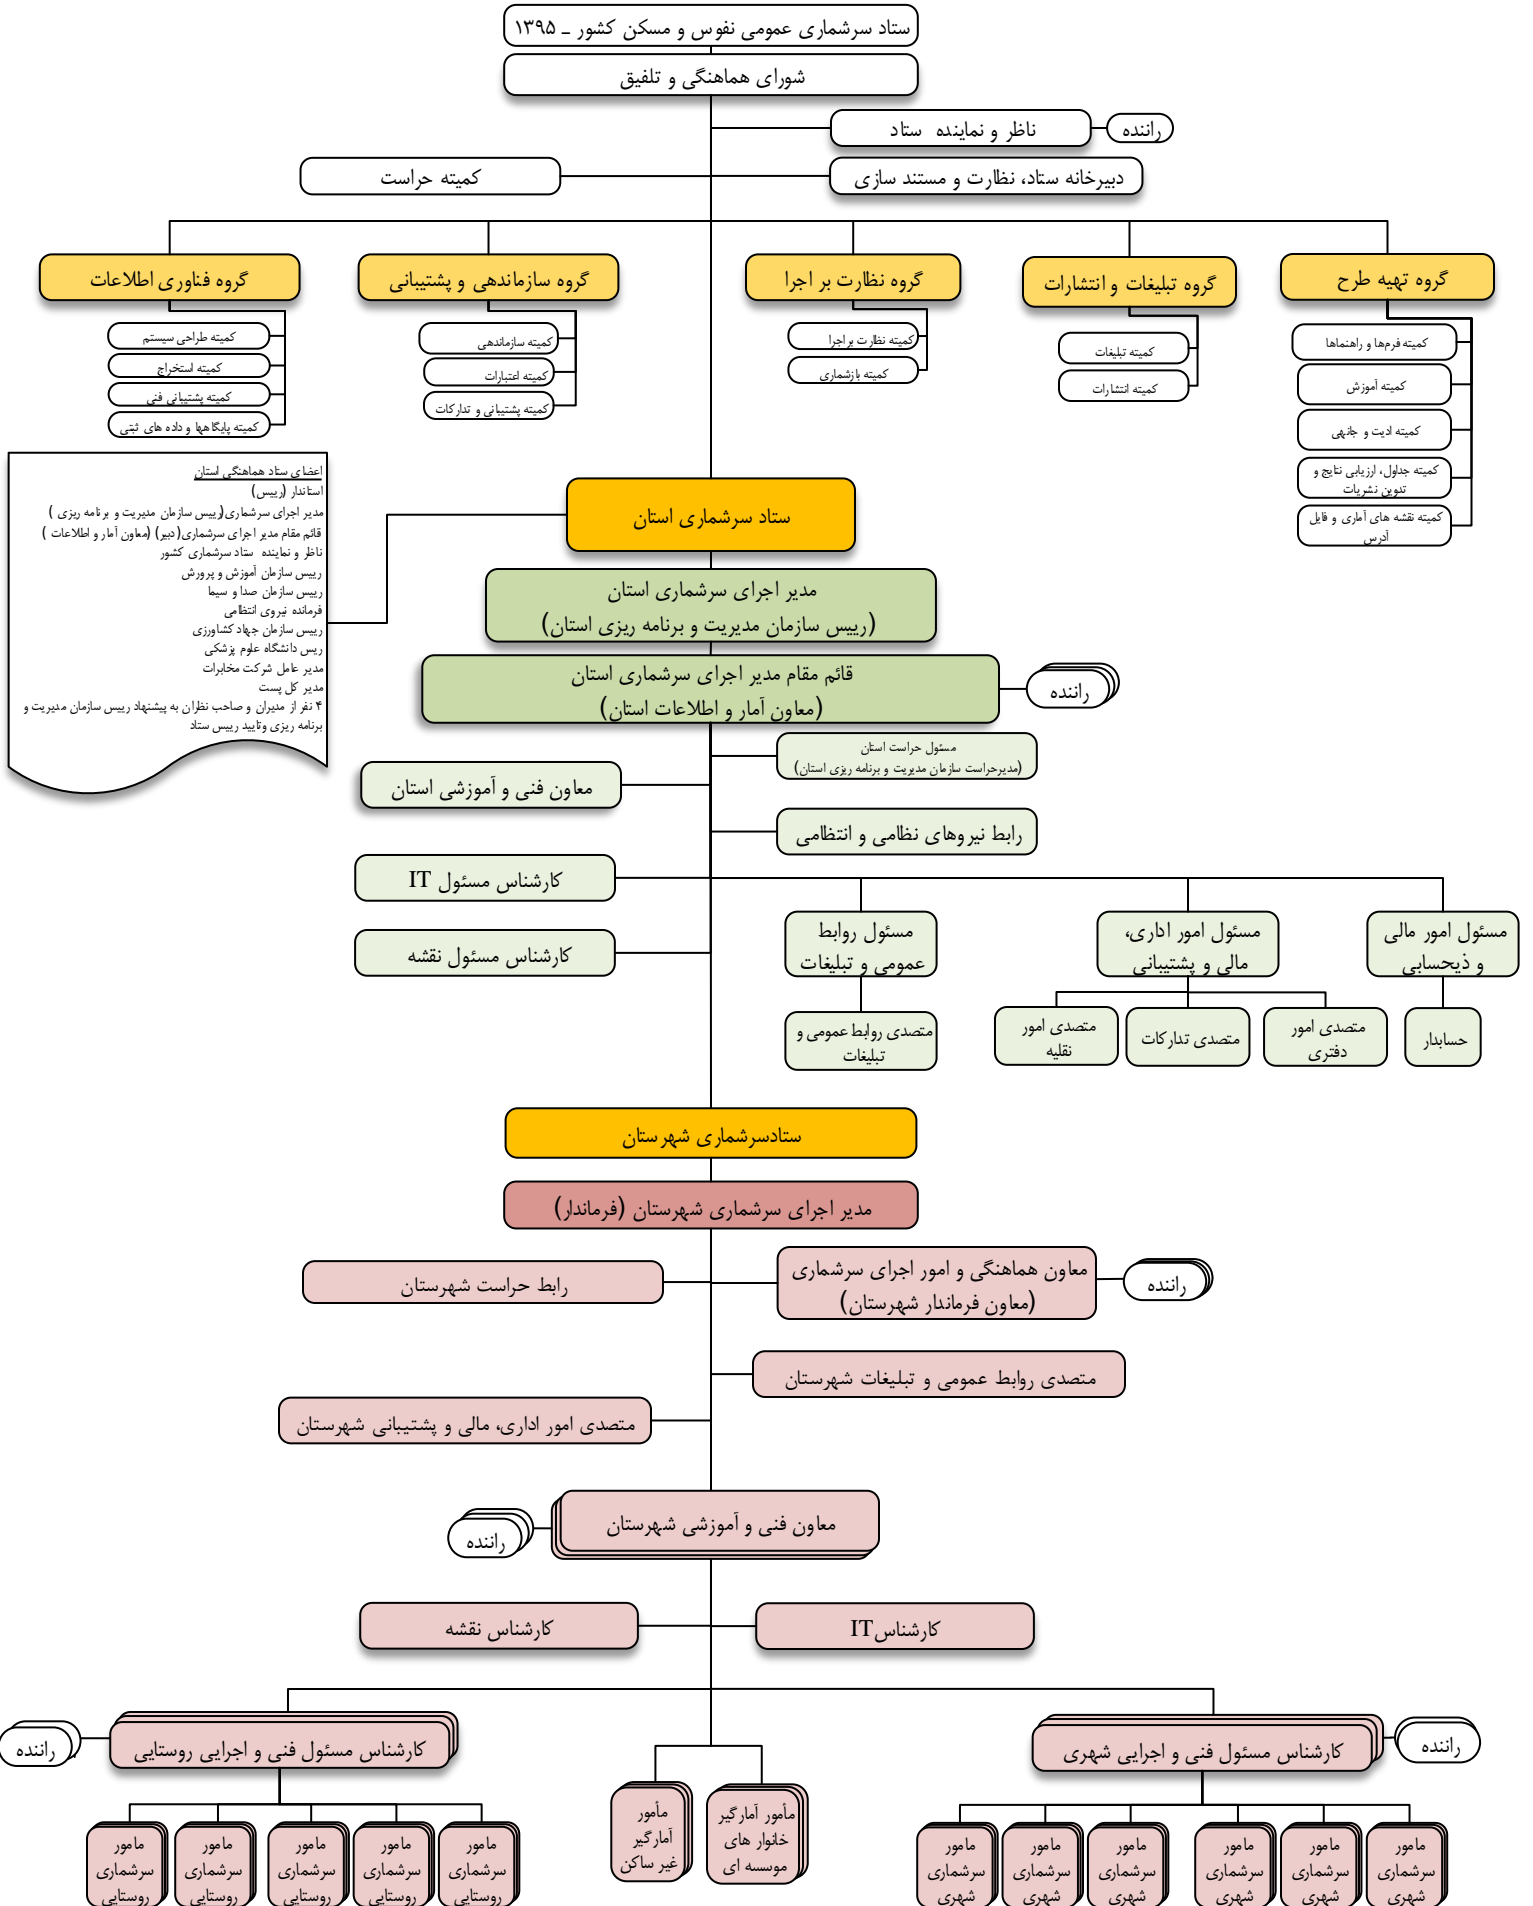 ستاد سرشماری عمومی نفوس و مسکن کشور ـ ۱۳۹۵
شورای هماهنگی و تلفیق
ناظر و نماینده ستاد
راننده
دبیرخانه ستاد، نظارت و مستند سازی
کمیته حراست
گروه تهیه طرح
گروه تبلیغات و انتشارات
گروه نظارت بر اجرا
گروه سازماندهی و پشتیبانی
گروه فناوری اطلاعات
کمیته فرم‌ها و راهنماها
کمیته آموزش
کمیته ادیت و جانهی
کمیته جداول، ارزیابی نتایج و
تدوین نشریات
کمیته نقشه های آماری و فایل
آدرس
کمیته تبلیغات
کمیته انتشارات
کمیته نظارت بر اجرا
کمیته بازشماری
کمیته سازماندهی
کمیته اعتبارات
کمیته پشتیبانی و تدارکات
کمیته طراحی سیستم
کمیته استخراج
کمیته پشتیبانی فنی
کمیته پایگاهها و داده های ثبتی
اعضای ستاد هماهنگی استان
استاندار (رییس)
مدیر اجرای سرشماری(رییس سازمان مدیریت و برنامه ریزی )
قائم مقام مدیر اجرای سرشماری(دبیر) (معاون آمار و اطلاعات )
ناظر و نماینده ستاد سرشماری کشور
رییس سازمان آموزش و پرورش
رییس سازمان صدا و سیما
فرمانده نیروی انتظامی
رییس سازمان جهاد کشاورزی
ریس دانشگاه علوم پزشکی
مدیر عامل شرکت مخابرات
مدیر کل پست
۴ نفر از مدیران و صاحب نظران به پیشنهاد رییس سازمان مدیریت و
برنامه ریزی وتایید رییس ستاد
ستاد سرشماری استان
مدیر اجرای سرشماری استان
(رییس سازمان مدیریت و برنامه ریزی استان)
قائم مقام مدیر اجرای سرشماری استان
(معاون آمار و اطلاعات استان)
راننده
مسئول حراست استان
(مدیرحراست سازمان مدیریت و برنامه ریزی استان)
معاون فنی و آموزشی استان
رابط نیروهای نظامی و انتظامی
کارشناس مسئول IT
کارشناس مسئول نقشه
مسئول امور مالی
و ذیحسابی
مسئول امور اداری،
مالی و پشتیبانی
مسئول روابط
عمومی و تبلیغات
حسابدار
متصدی امور
دفتری
متصدی تدارکات
متصدی امور
نقلیه
متصدی روابط عمومی و
تبلیغات
ستادسرشماری شهرستان
مدیر اجرای سرشماری شهرستان (فرماندار)
معاون هماهنگی و امور اجرای سرشماری
(معاون فرماندار شهرستان)
راننده
رابط حراست شهرستان
متصدی روابط عمومی و تبلیغات شهرستان
متصدی امور اداری، مالی و پشتیبانی شهرستان
معاون فنی و آموزشی شهرستان
راننده
کارشناسIT
کارشناس نقشه
راننده
کارشناس مسئول فنی و اجرایی شهری
کارشناس مسئول فنی و اجرایی روستایی
راننده
مأمور آمارگیر
خانوار های
موسسه ای
مأمور
آمارگیر
غیر ساکن
مامور
سرشماری
شهری
مامور
سرشماری
شهری
مامور
سرشماری
شهری
مامور
سرشماری
شهری
مامور
سرشماری
شهری
مامور
سرشماری
شهری
مامور
سرشماری
روستایی
مامور
سرشماری
روستایی
مامور
سرشماری
روستایی
مامور
سرشماری
روستایی
مامور
سرشماری
روستایی